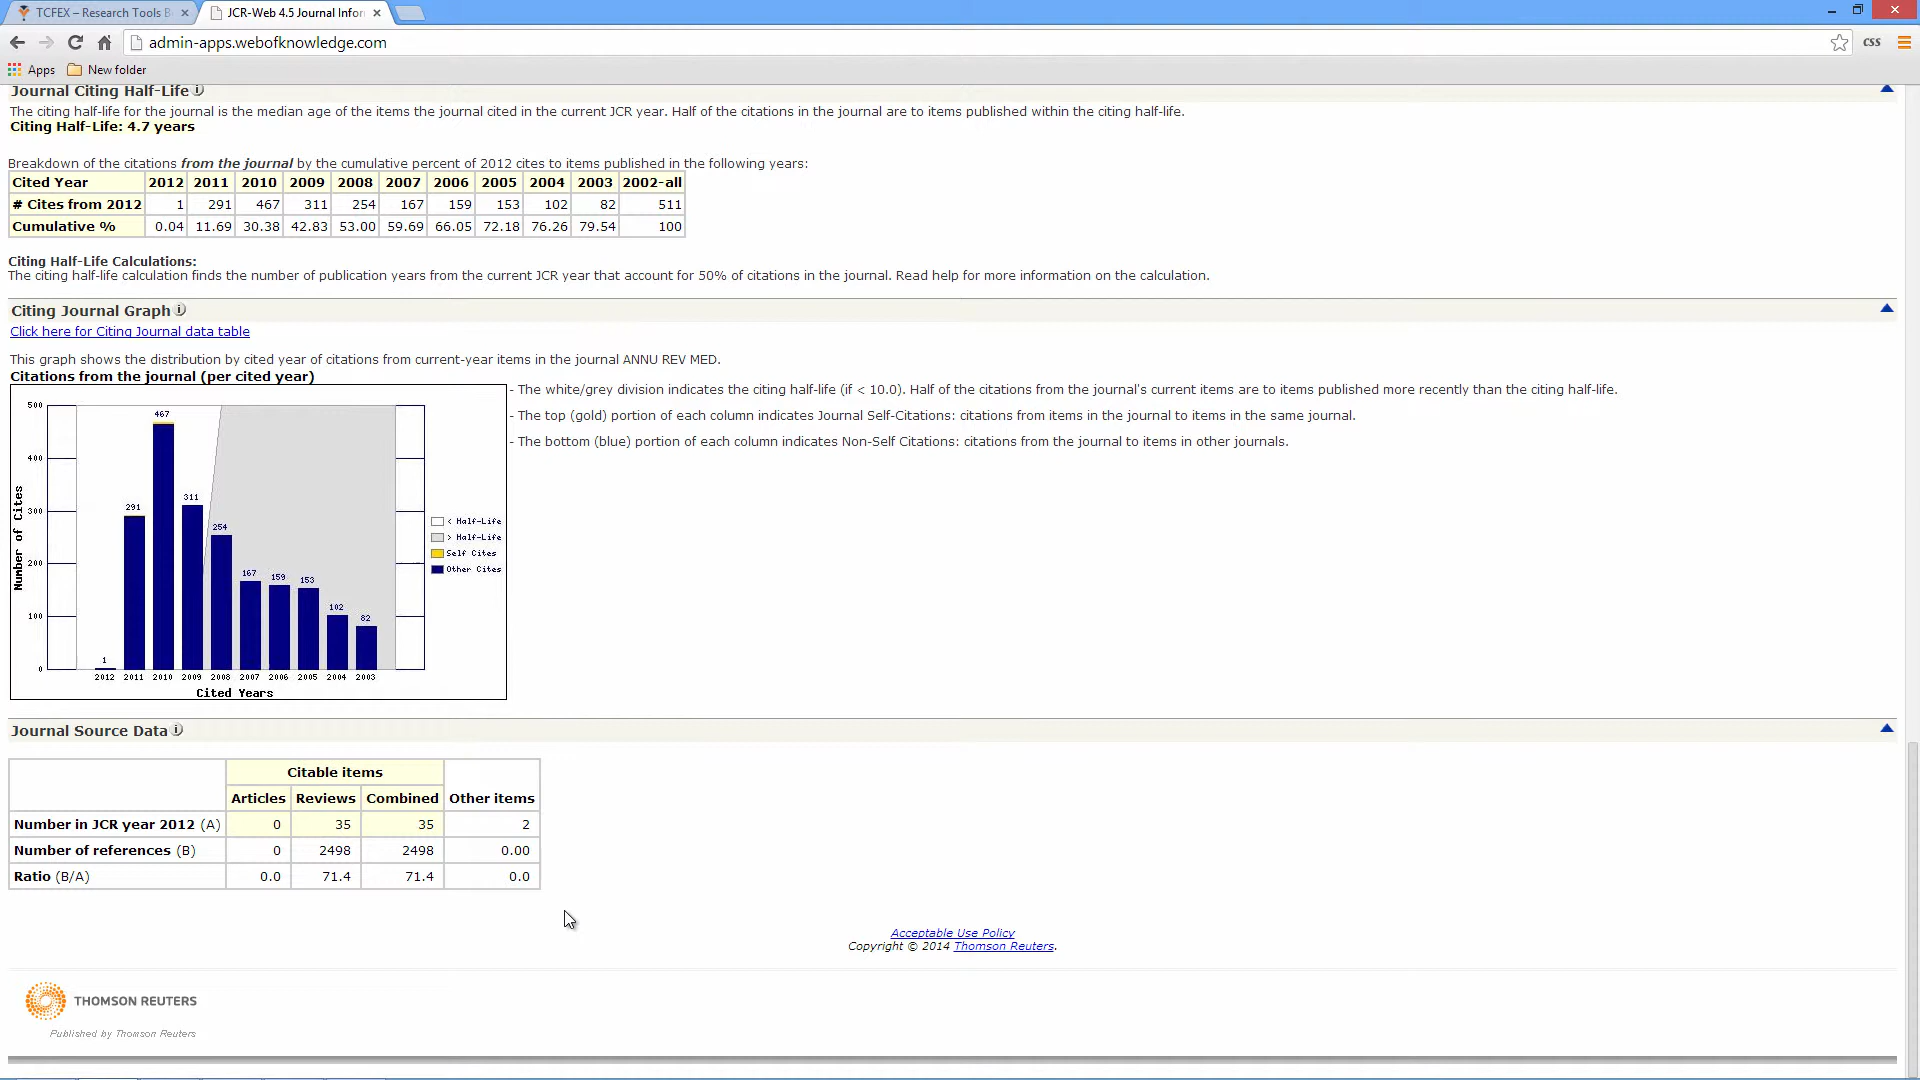 TCFEX – Research Tools B
JCR-Web 4.5 Journal Infor
admin-apps.webofknowledge.com
CSS
Apps New folder
Journal Citing Half-Life
The citing half-life for the journal is the median age of the items the journal cited in the current JCR year. Half of the citations in the journal are to items published within the citing half-life.
Citing Half-Life: 4.7 years
Breakdown of the citations from the journal by the cumulative percent of 2012 cites to items published in the following years:
Cited Year 2012 2011 2010 2009 2008 2007 2006 2005 2004 2003 2002-all
# Cites from 2012 1 291 467 311 254 167 159 153 102 82 511
Cumulative % 0.04 11.69 30.38 42.83 53.00 59.69 66.05 72.18 76.26 79.54 100
Citing Half-Life Calculations:
The citing half-life calculation finds the number of publication years from the current JCR year that account for 50% of citations in the journal. Read help for more information on the calculation.
Citing Journal Graph
Click here for Citing Journal data table
This graph shows the distribution by cited year of citations from current-year items in the journal ANNU REV MED.
Citations from the journal (per cited year)
500
400
300
200
100
0
Number of Cites
1
291
467
311
254
167
159
153
102
82
2012 2011 2010 2009 2008 2007 2006 2005 2004 2003
Cited Years
< Half-Life
> Half-Life
Self Cites
Other Cites
- The white/grey division indicates the citing half-life (if < 10.0). Half of the citations from the journal's current items are to items published more recently than the citing half-life.
- The top (gold) portion of each column indicates Journal Self-Citations: citations from items in the journal to items in the same journal.
- The bottom (blue) portion of each column indicates Non-Self Citations: citations from the journal to items in other journals.
Journal Source Data
Citable items
Articles Reviews Combined Other items
Number in JCR year 2012 (A) 0 35 35 2
Number of references (B) 0 2498 2498 0.00
Ratio (B/A) 0.0 71.4 71.4 0.0
Acceptable Use Policy
Copyright © 2014 Thomson Reuters.
THOMSON REUTERS
Published by Thomson Reuters